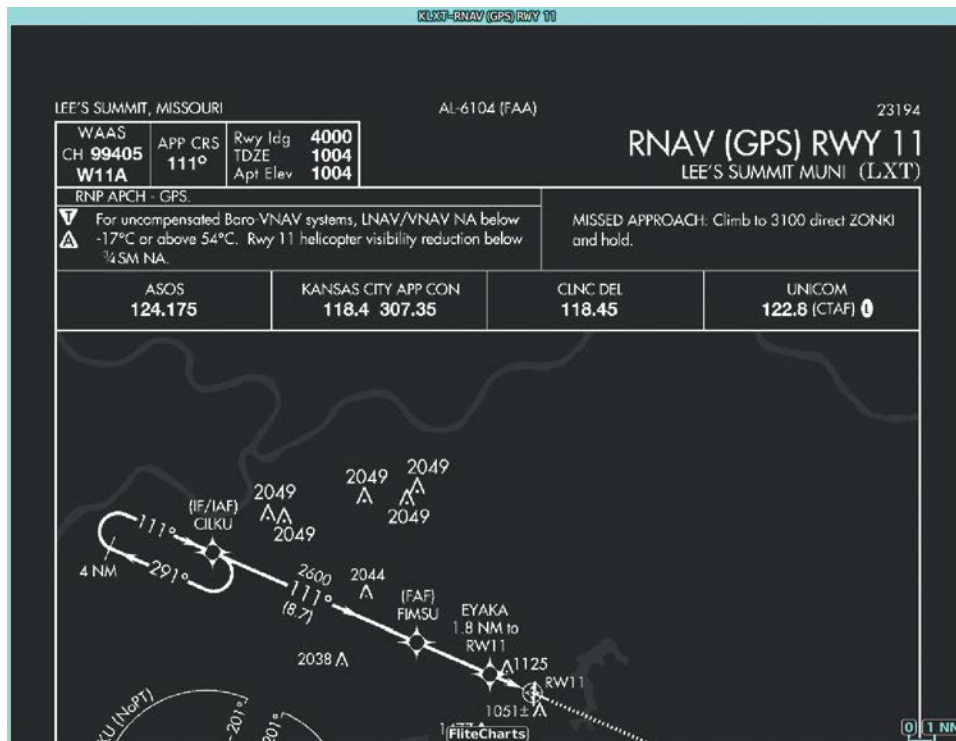 KLXT-RNAV (GPS) RWY 11
LEE'S SUMMIT, MISSOURI
AL-6104 (FAA)
23194
WAAS
CH 99405
W11A
APP CRS
111°
Rwy ldg 4000
TDZE 1004
Apt Elev 1004
RNAV (GPS) RWY 11
LEE'S SUMMIT MUNI (LXT)
RNP APCH - GPS.
T
A
For uncompensated Baro-VNAV systems, LNAV/VNAV NA below
-17°C or above 54°C. Rwy 11 helicopter visibility reduction below
¾SM NA.
MISSED APPROACH: Climb to 3100 direct ZONKI
and hold.
ASOS
124.175
KANSAS CITY APP CON
118.4 307.35
CLNC DEL
118.45
UNICOM
122.8 (CTAF) L
2049
2049
2049
2049
2049
(IF/IAF)
CILKU
111°
291°
4 NM
2600
111°
(8.7)
2044
(FAF)
FIMSU
EYAKA
1.8 NM to
RW11
2038
1125
RW11
1051±
KU (NoPT)
201°
201°
FliteCharts
0 1 NM